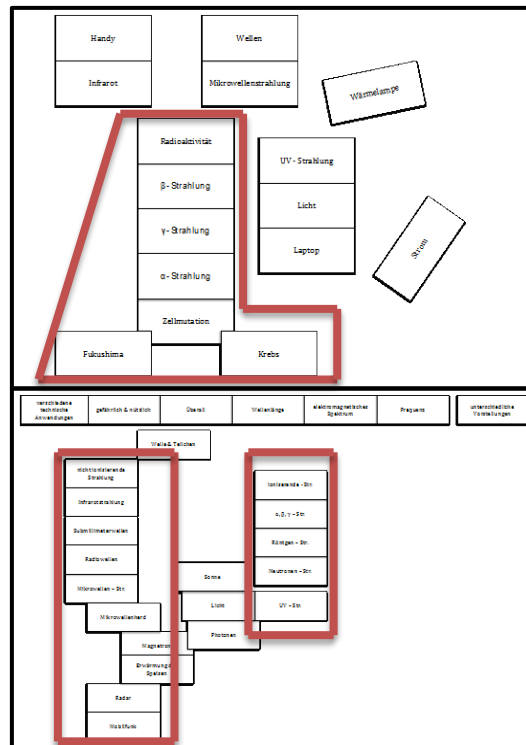 Handy
Wellen
Infrarot
Mikrowellenstrahlung
Wärmelampe
Radioaktivität
UV - Strahlung
β- Strahlung
Licht
γ- Strahlung
Laptop
Strom
α- Strahlung
Zellmutation
Fukushima
Krebs
verschiedene
technische
Anwendungen
gefährlich & nützlich
Überall
Wellenlänge
elektromagnetisches
Spektrum
Frequenz
unterschiedliche
Vorstellungen
Welle & Teilchen
nicht ionisierende
Strahlung
Ionisierende - Str.
Infrarotstrahlung
α, β, γ - Str.
Submillimeterwellen
Röntgen - Str.
Radiowellen
Neutronen - Str.
Sonne
Mikrowellen - Str.
Licht
UV - Str.
Mikrowellenherd
Photonen
Magnetron
Erwärmung
Speisen
Radar
Mobilfunk